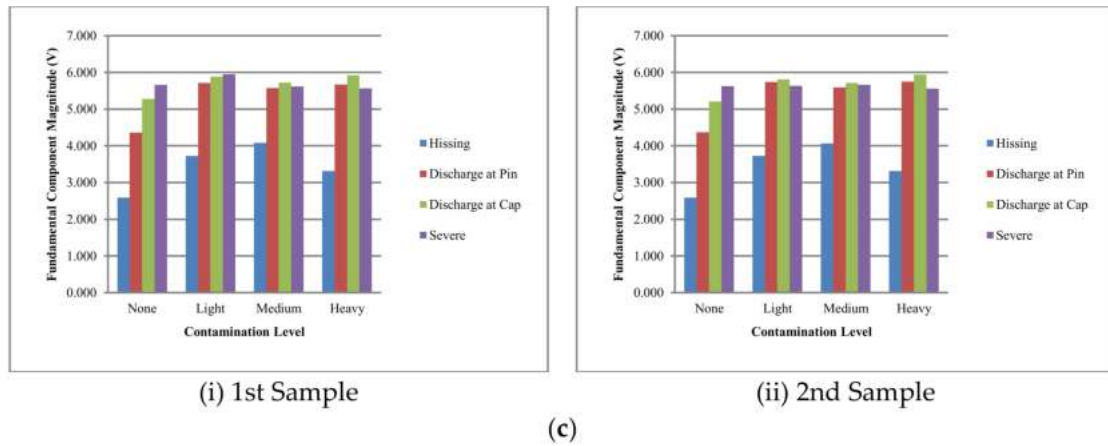 7.000
6.000
5.000
4.000
3.000
2.000
1.000
0.000
Fundamental Component Magnitude (V)
None Light Medium Heavy
Contamination Level
Hissing
Discharge at Pin
Discharge at Cap
Severe
(i) 1st Sample
7.000
6.000
5.000
4.000
3.000
2.000
1.000
0.000
Fundamental Component Magnitude (V)
None Light Medium Heavy
Contamination Level
Hissing
Discharge at Pin
Discharge at Cap
Severe
(ii) 2nd Sample
(c)